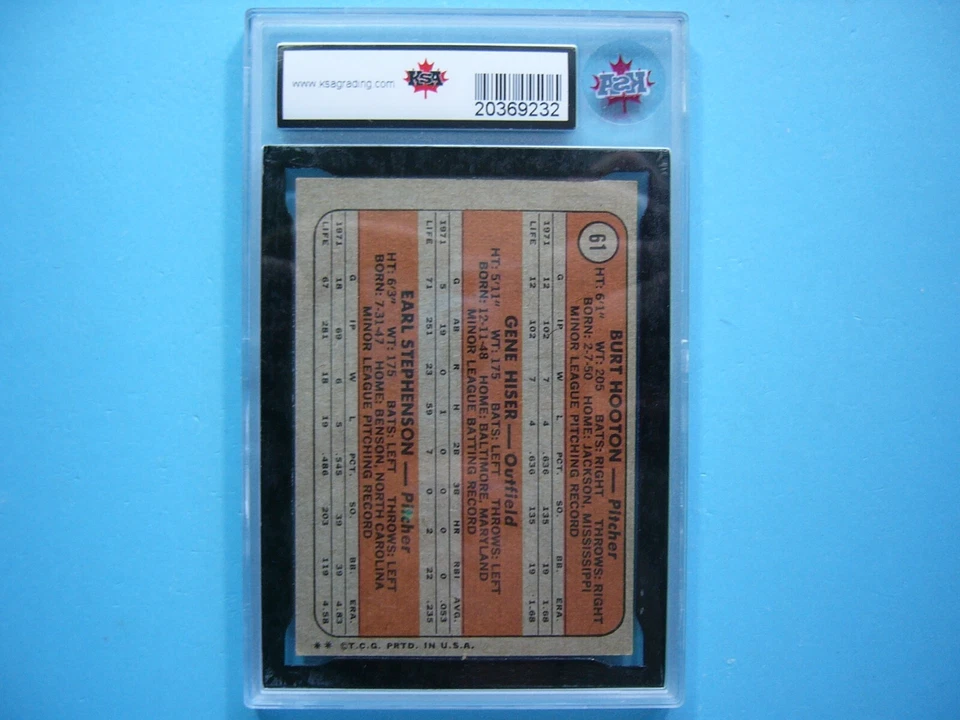 www.ksagrading.com
KSA
20369232
KSA
61
BURT HOOTON — Pitcher
HT: 6'1" WT: 205 BATS: RIGHT THROWS: RIGHT
BORN: 2-7-50 HOME: JACKSON, MISSISSIPPI
MINOR LEAGUE PITCHING RECORD
G IP W L PCT. SO. BB. ERA.
1971 12 102 7 4 .636 135 19 1.68
LIFE 12 102 7 4 .636 135 19 1.68
GENE HISER — Outfield
HT: 5'11" WT: 175 BATS: LEFT THROWS: LEFT
BORN: 12-11-48 HOME: BALTIMORE, MARYLAND
MINOR LEAGUE BATTING RECORD
G AB R H 2B 3B HR RBI AVG.
1971 5 19 0 1 0 0 0 0 .053
LIFE 71 251 23 59 7 0 2 22 .235
EARL STEPHENSON — Pitcher
HT: 6'3" WT: 175 BATS: LEFT THROWS: LEFT
BORN: 7-31-47 HOME: BENSON, NORTH CAROLINA
MINOR LEAGUE PITCHING RECORD
G IP W L PCT. SO. BB. ERA.
1971 18 69 6 5 .545 39 39 4.83
LIFE 67 281 18 19 .486 203 119 4.58
** ©T.C.G. PRTD. IN U.S.A.